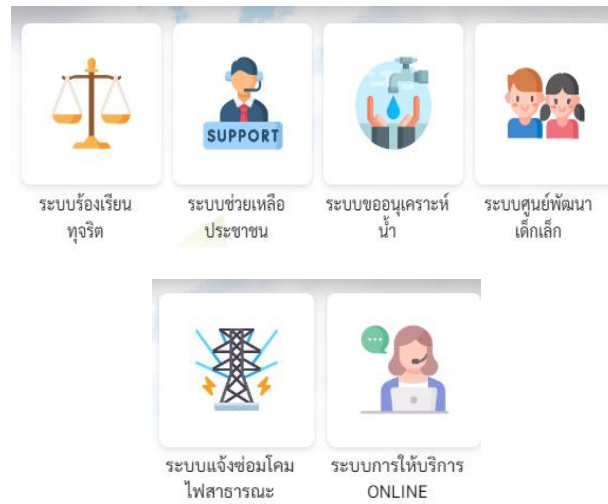 SUPPORT
ระบบร้องเรียน
ทุจริต
ระบบช่วยเหลือ
ประชาชน
ระบบขออนุเคราะห์
น้ำ
ระบบศูนย์พัฒนา
เด็กเล็ก
ระบบแจ้งซ่อมโคม
ไฟสาธารณะ
ระบบการให้บริการ
ONLINE